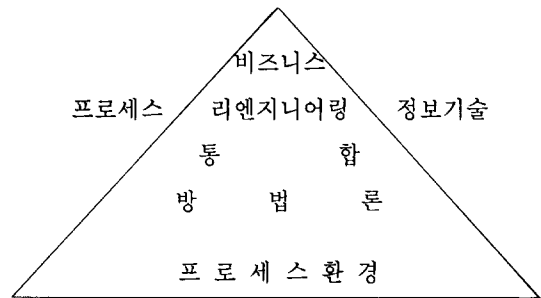 비즈니스
프로세스 리엔지니어링 정보기술
통 합
방 법 론
프 로 세 스 환 경